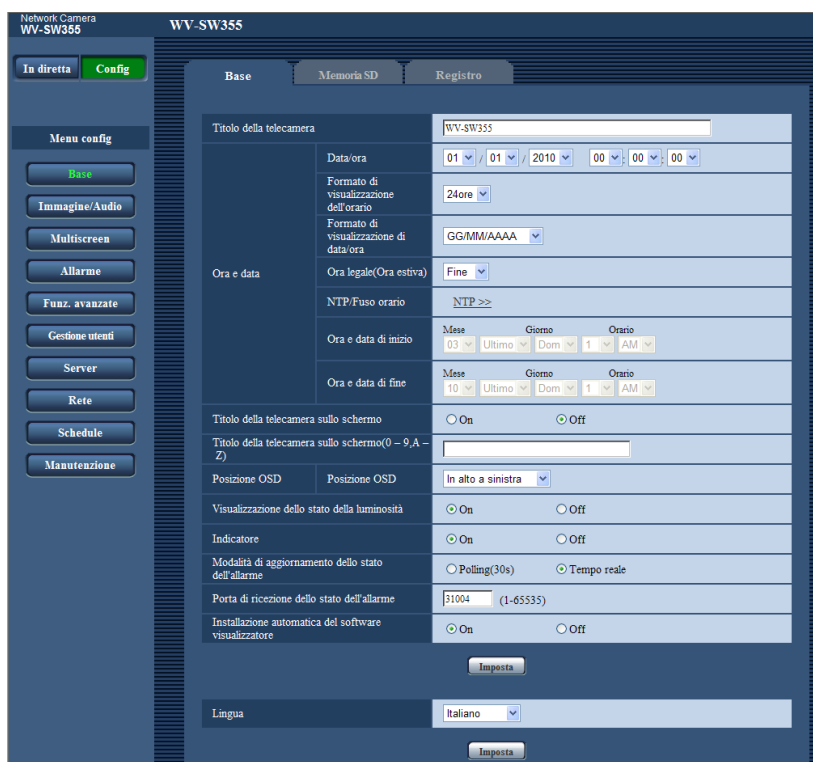 Network Camera
WV-SW355
WV-SW355
In diretta Config
Menu config
Base
Immagine/Audio
Multiscreen
Allarme
Funz. avanzate
Gestione utenti
Server
Rete
Schedule
Manutenzione
Base Memoria SD Registro
Titolo della telecamera WV-SW355
Ora e data
Data/ora 01 / 01 / 2010 00 : 00 : 00
Formato di
visualizzazione
dell'orario
24ore
Formato di
visualizzazione di
data/ora
GG/MM/AAAA
Ora legale(Ora estiva) Fine
NTP/Fuso orario NTP >>
Ora e data di inizio
Mese Giorno Orario
03 Ultimo Dom 1 AM
Ora e data di fine
Mese Giorno Orario
10 Ultimo Dom 1 AM
Titolo della telecamera sullo schermo On Off
Titolo della telecamera sullo schermo(0 – 9,A –
Z)
Posizione OSD Posizione OSD In alto a sinistra
Visualizzazione dello stato della luminosità On Off
Indicatore On Off
Modalità di aggiornamento dello stato
dell'allarme
Polling(30s) Tempo reale
Porta di ricezione dello stato dell'allarme 31004 (1-65535)
Installazione automatica del software
visualizzatore
On Off
Imposta
Lingua Italiano
Imposta